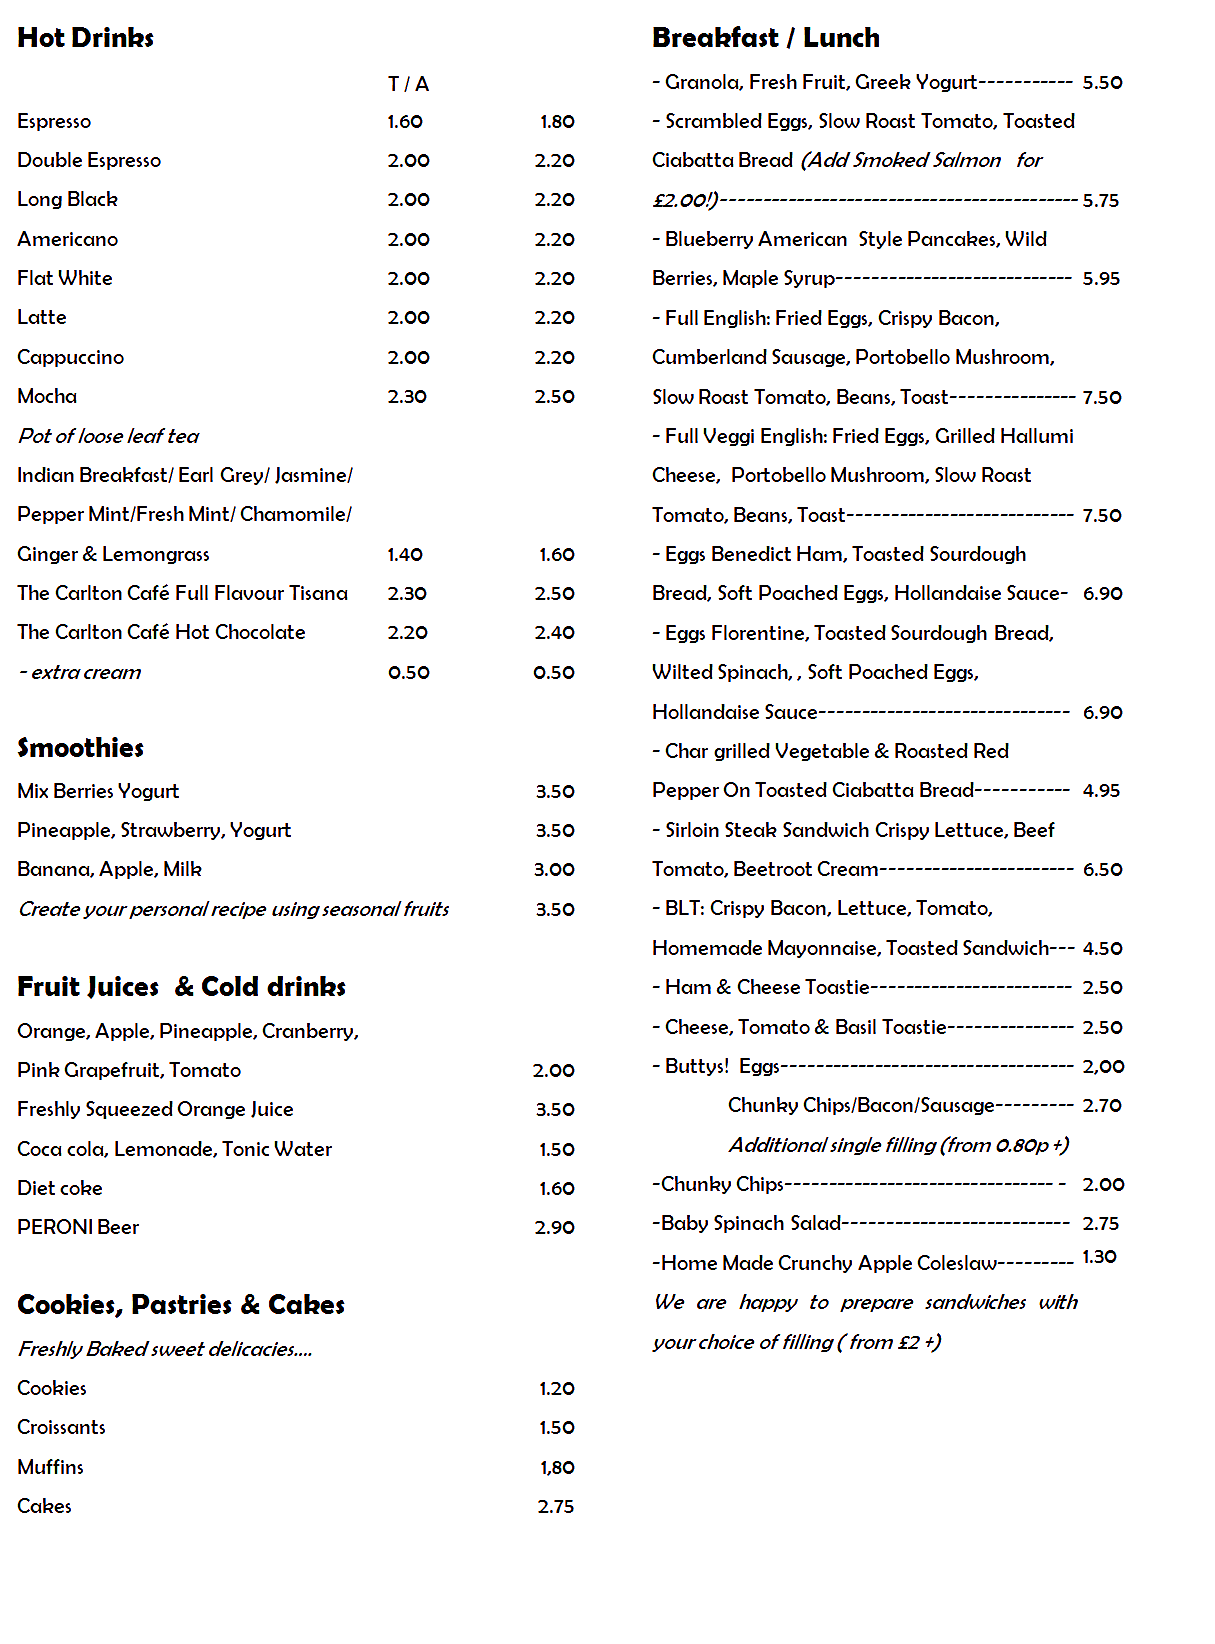 Hot Drinks
T / A
Espresso 1.60 1.80
Double Espresso 2.00 2.20
Long Black 2.00 2.20
Americano 2.00 2.20
Flat White 2.00 2.20
Latte 2.00 2.20
Cappuccino 2.00 2.20
Mocha 2.30 2.50
Pot of loose leaf tea
Indian Breakfast/ Earl Grey/ Jasmine/
Pepper Mint/Fresh Mint/ Chamomile/
Ginger & Lemongrass 1.40 1.60
The Carlton Café Full Flavour Tisana 2.30 2.50
The Carlton Café Hot Chocolate 2.20 2.40
- extra cream 0.50 0.50
Smoothies
Mix Berries Yogurt 3.50
Pineapple, Strawberry, Yogurt 3.50
Banana, Apple, Milk 3.00
Create your personal recipe using seasonal fruits 3.50
Fruit Juices & Cold drinks
Orange, Apple, Pineapple, Cranberry,
Pink Grapefruit, Tomato 2.00
Freshly Squeezed Orange Juice 3.50
Coca cola, Lemonade, Tonic Water 1.50
Diet coke 1.60
PERONI Beer 2.90
Cookies, Pastries & Cakes
Freshly Baked sweet delicacies....
Cookies 1.20
Croissants 1.50
Muffins 1,80
Cakes 2.75
Breakfast / Lunch
- Granola, Fresh Fruit, Greek Yogurt----------- 5.50
- Scrambled Eggs, Slow Roast Tomato, Toasted
Ciabatta Bread (Add Smoked Salmon for
£2.00!)----------------------------------------- 5.75
- Blueberry American Style Pancakes, Wild
Berries, Maple Syrup--------------------------- 5.95
- Full English: Fried Eggs, Crispy Bacon,
Cumberland Sausage, Portobello Mushroom,
Slow Roast Tomato, Beans, Toast-------------- 7.50
- Full Veggi English: Fried Eggs, Grilled Hallumi
Cheese, Portobello Mushroom, Slow Roast
Tomato, Beans, Toast-------------------------- 7.50
- Eggs Benedict Ham, Toasted Sourdough
Bread, Soft Poached Eggs, Hollandaise Sauce- 6.90
- Eggs Florentine, Toasted Sourdough Bread,
Wilted Spinach, , Soft Poached Eggs,
Hollandaise Sauce----------------------------- 6.90
- Char grilled Vegetable & Roasted Red
Pepper On Toasted Ciabatta Bread----------- 4.95
- Sirloin Steak Sandwich Crispy Lettuce, Beef
Tomato, Beetroot Cream---------------------- 6.50
- BLT: Crispy Bacon, Lettuce, Tomato,
Homemade Mayonnaise, Toasted Sandwich--- 4.50
- Ham & Cheese Toastie----------------------- 2.50
- Cheese, Tomato & Basil Toastie-------------- 2.50
- Buttys! Eggs--------------------------------- 2,00
Chunky Chips/Bacon/Sausage--------- 2.70
Additional single filling (from 0.80p +)
-Chunky Chips------------------------------ - 2.00
-Baby Spinach Salad-------------------------- 2.75
-Home Made Crunchy Apple Coleslaw--------- 1.30
We are happy to prepare sandwiches with
your choice of filling ( from £2 +)